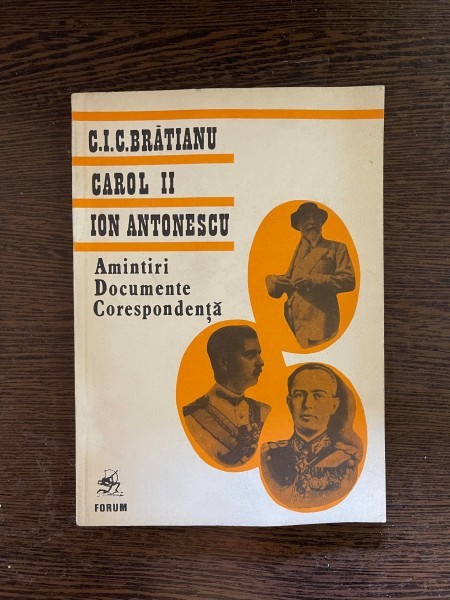 C.I.C.BRĂTIANU
CAROL II
ION ANTONESCU
Amintiri
Documente
Corespondență
FORUM